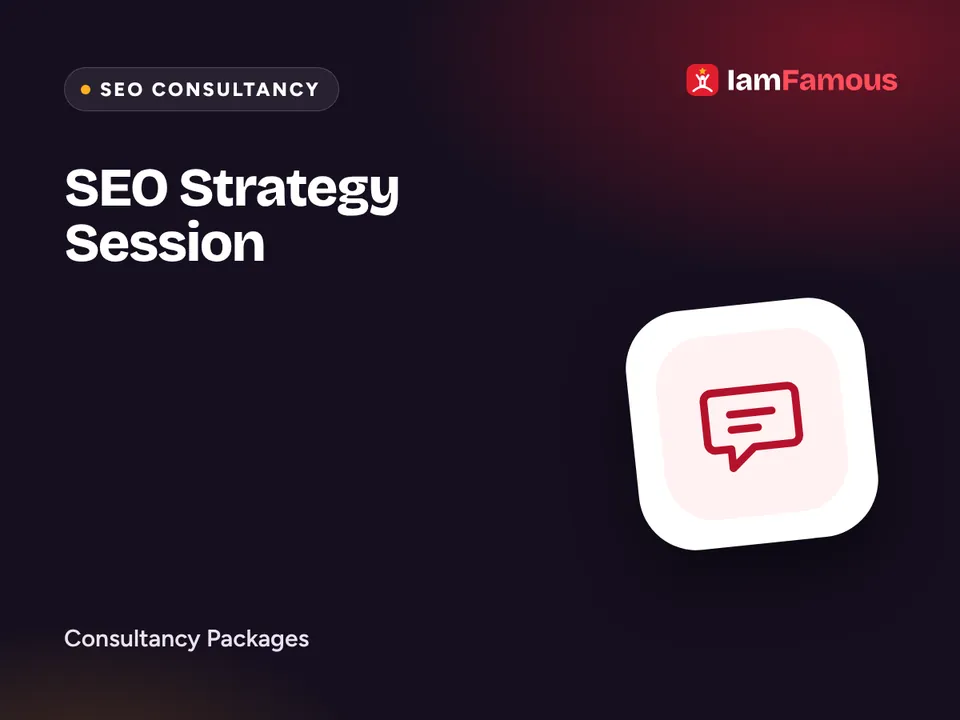 SEO CONSULTANCY
IamFamous
SEO Strategy
Session
Consultancy Packages